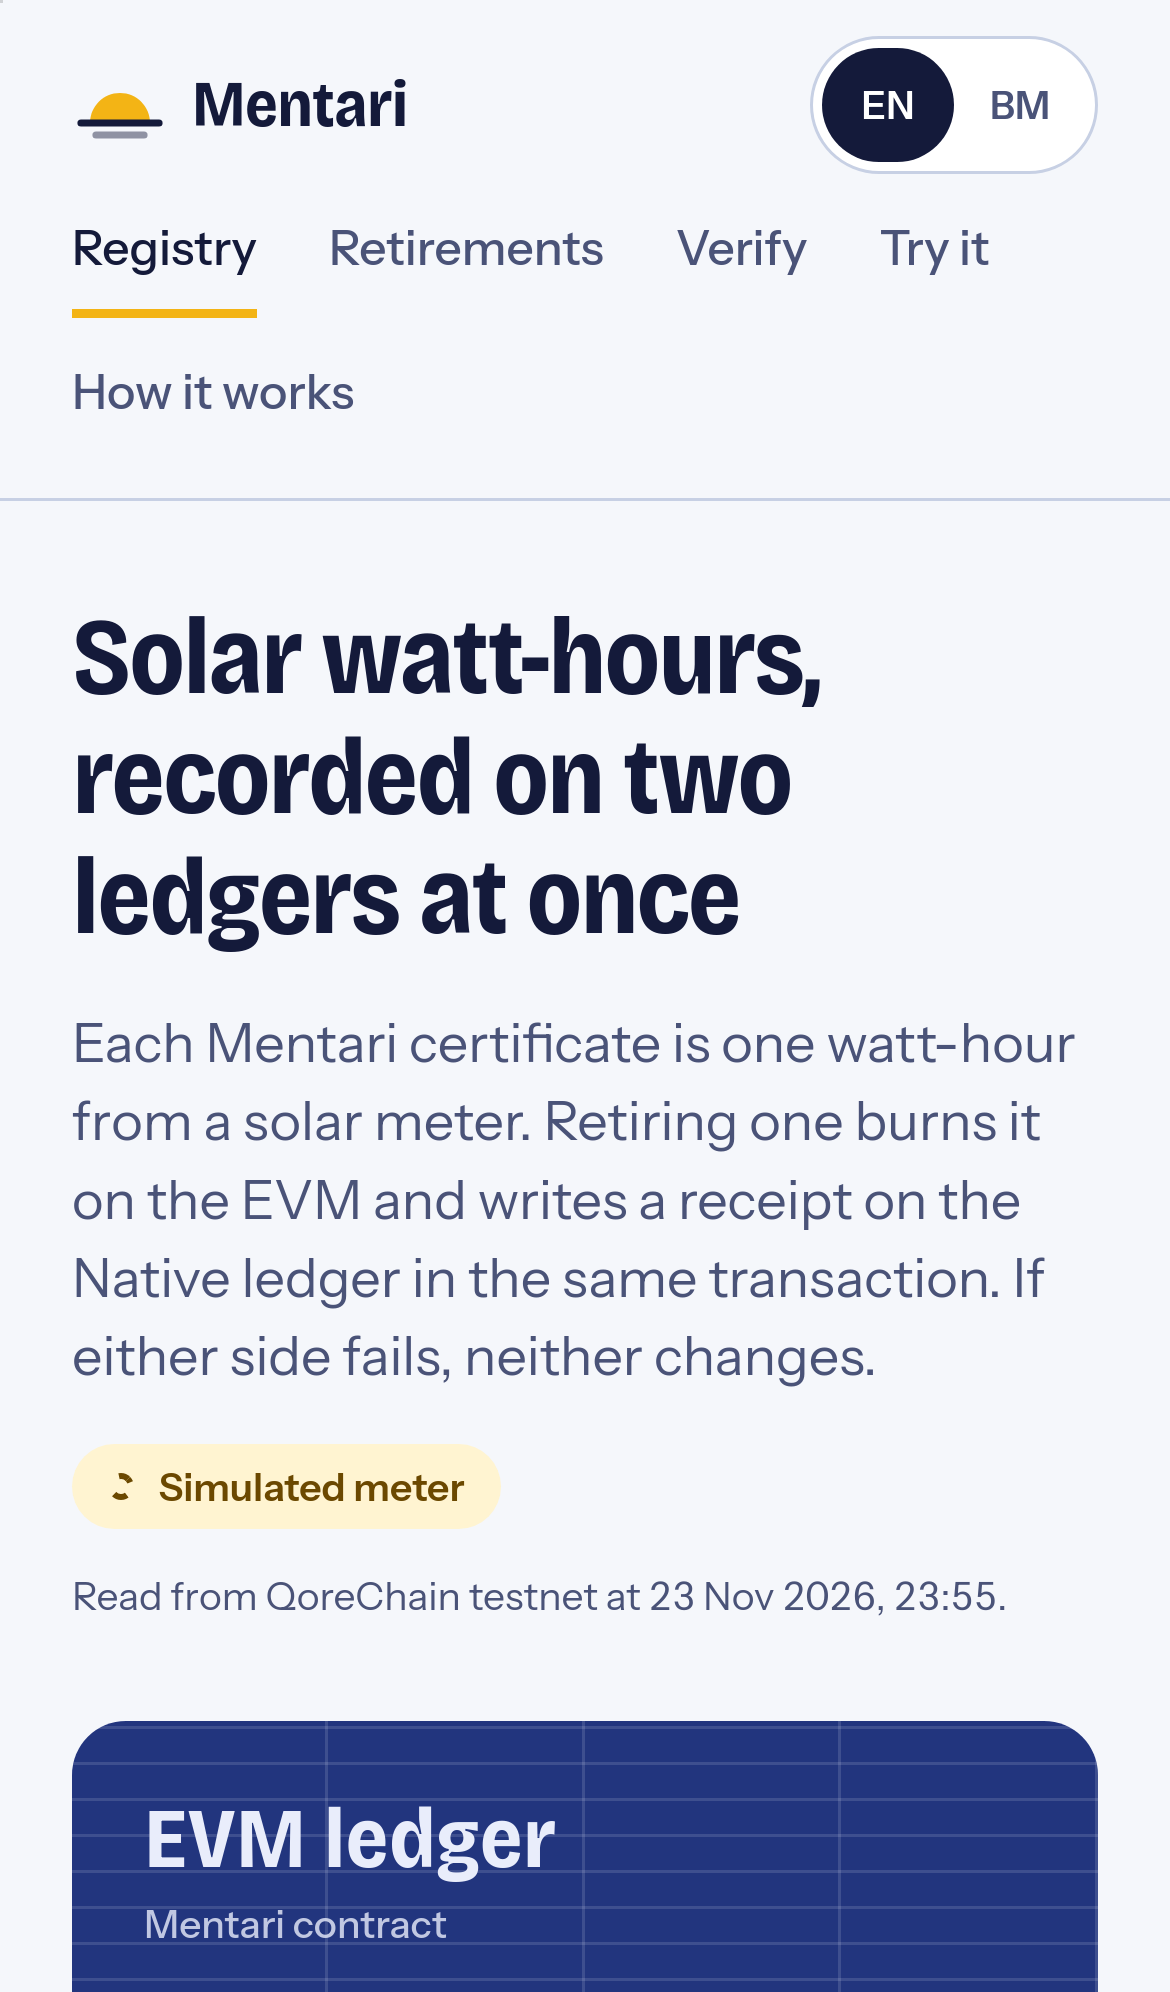 Mentari
EN BM
Registry Retirements Verify Try it
How it works
Solar watt-hours,
recorded on two
ledgers at once
Each Mentari certificate is one watt-hour
from a solar meter. Retiring one burns it
on the EVM and writes a receipt on the
Native ledger in the same transaction. If
either side fails, neither changes.
Simulated meter
Read from QoreChain testnet at 23 Nov 2026, 23:55.
EVM ledger
Mentari contract